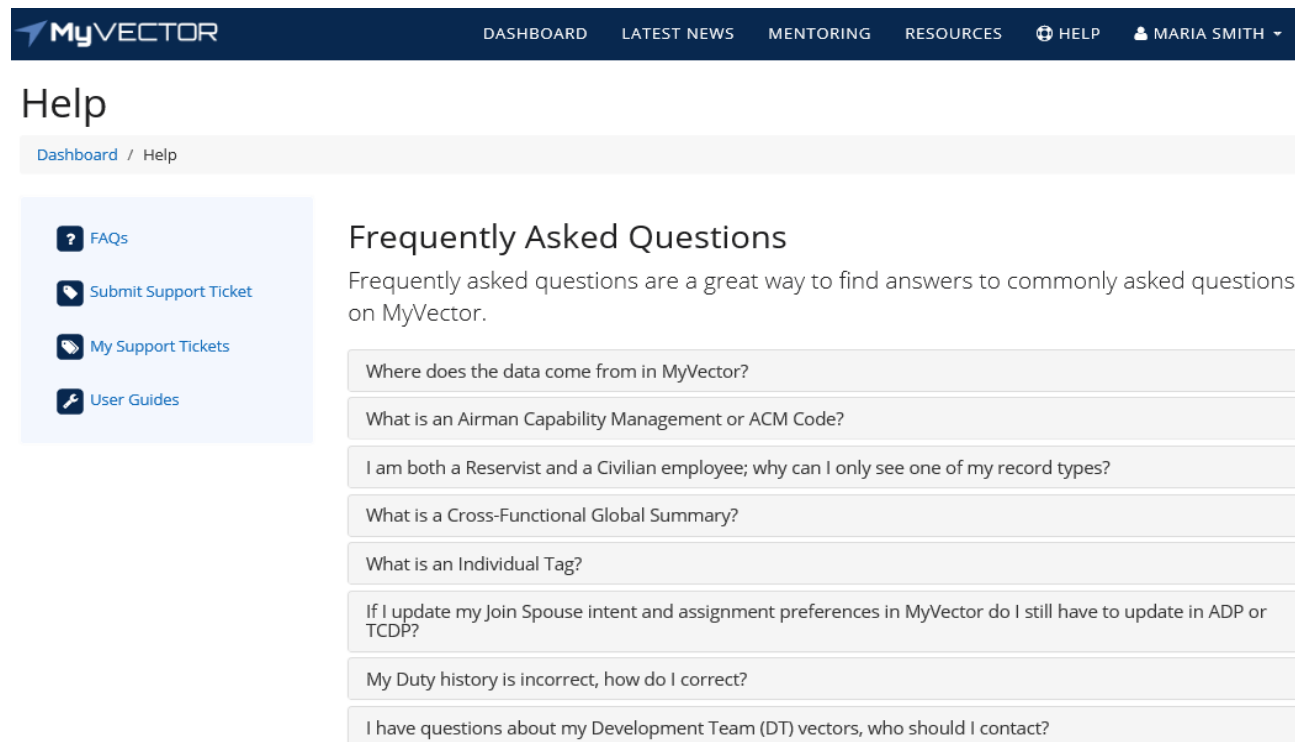 MyVECTOR
DASHBOARD LATEST NEWS MENTORING RESOURCES HELP MARIA SMITH
Help
Dashboard / Help
FAQs
Submit Support Ticket
My Support Tickets
User Guides
Frequently Asked Questions
Frequently asked questions are a great way to find answers to commonly asked questions
on MyVector.
Where does the data come from in MyVector?
What is an Airman Capability Management or ACM Code?
I am both a Reservist and a Civilian employee; why can I only see one of my record types?
What is a Cross-Functional Global Summary?
What is an Individual Tag?
If I update my Join Spouse intent and assignment preferences in MyVector do I still have to update in ADP or
TCDP?
My Duty history is incorrect, how do I correct?
I have questions about my Development Team (DT) vectors, who should I contact?